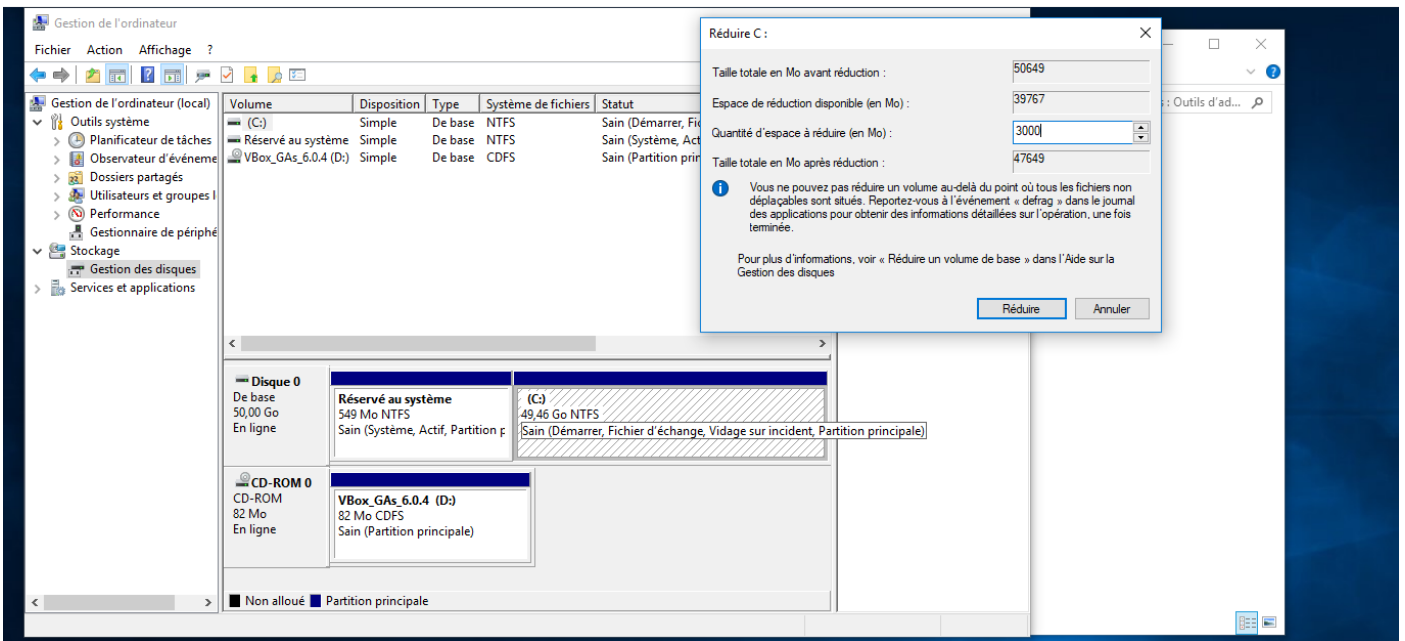 Gestion de l'ordinateur
Fichier Action Affichage ?
Gestion de l'ordinateur (local)
Outils système
Planificateur de tâches
Observateur d'événeme
Dossiers partagés
Utilisateurs et groupes l
Performance
Gestionnaire de périphé
Stockage
Gestion des disques
Services et applications
Volume Disposition Type Système de fichiers Statut
(C:) Simple De base NTFS Sain (Démarrer, Fic
Réservé au système Simple De base NTFS Sain (Système, Act
VBox_GAs_6.0.4 (D:) Simple De base CDFS Sain (Partition prin
Disque 0
De base
50,00 Go
En ligne
Réservé au système
549 Mo NTFS
Sain (Système, Actif, Partition p
(C:)
49,46 Go NTFS
Sain (Démarrer, Fichier d'échange, Vidage sur incident, Partition principale)
CD-ROM 0
CD-ROM
82 Mo
En ligne
VBox_GAs_6.0.4 (D:)
82 Mo CDFS
Sain (Partition principale)
Non alloué Partition principale
Réduire C :
Taille totale en Mo avant réduction : 50649
Espace de réduction disponible (en Mo) : 39767
Quantité d'espace à réduire (en Mo) : 3000
Taille totale en Mo après réduction : 47649
Vous ne pouvez pas réduire un volume au-delà du point où tous les fichiers non
déplaçables sont situés. Reportez-vous à l'événement « defrag » dans le journal
des applications pour obtenir des informations détaillées sur l'opération, une fois
terminée.
Pour plus d'informations, voir « Réduire un volume de base » dans l'Aide sur la
Gestion des disques
Réduire Annuler
: Outils d'ad...